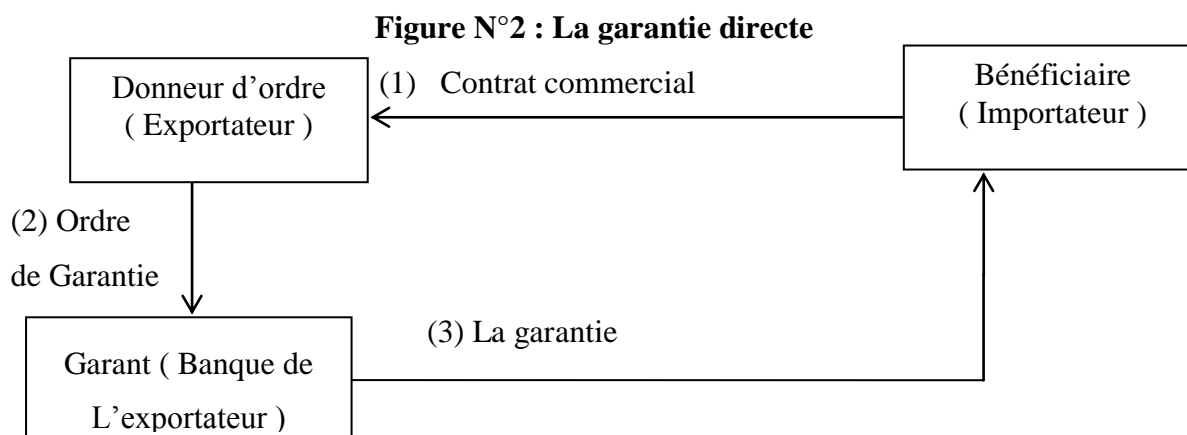 Figure N°2 : La garantie directe
Donneur d’ordre
( Exportateur )
(1) Contrat commercial
Bénéficiaire
( Importateur )
(2) Ordre
de Garantie
(3) La garantie
Garant ( Banque de
L’exportateur )